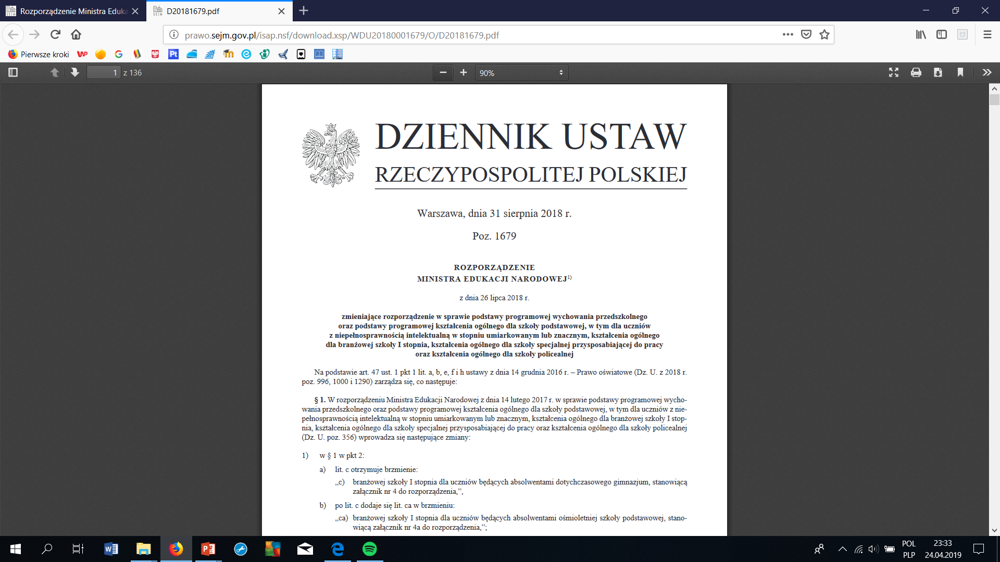 Rozporządzenie Ministra Eduka
D20181679.pdf
prawo.sejm.gov.pl/isap.nsf/download.xsp/WDU20180001679/O/D20181679.pdf
Pierwsze kroki
WP
G
Pt
1 z 136
90%
DZIENNIK USTAW
RZECZYPOSPOLITEJ POLSKIEJ
Warszawa, dnia 31 sierpnia 2018 r.
Poz. 1679
ROZPORZĄDZENIE
MINISTRA EDUKACJI NARODOWEJ1)
z dnia 26 lipca 2018 r.
zmieniające rozporządzenie w sprawie podstawy programowej wychowania przedszkolnego
oraz podstawy programowej kształcenia ogólnego dla szkoły podstawowej, w tym dla uczniów
z niepełnosprawnością intelektualną w stopniu umiarkowanym lub znacznym, kształcenia ogólnego
dla branżowej szkoły I stopnia, kształcenia ogólnego dla szkoły specjalnej przysposabiającej do pracy
oraz kształcenia ogólnego dla szkoły policealnej
Na podstawie art. 47 ust. 1 pkt 1 lit. a, b, e, f i h ustawy z dnia 14 grudnia 2016 r. – Prawo oświatowe (Dz. U. z 2018 r.
poz. 996, 1000 i 1290) zarządza się, co następuje:
§ 1. W rozporządzeniu Ministra Edukacji Narodowej z dnia 14 lutego 2017 r. w sprawie podstawy programowej wycho-
wania przedszkolnego oraz podstawy programowej kształcenia ogólnego dla szkoły podstawowej, w tym dla uczniów z nie-
pełnosprawnością intelektualną w stopniu umiarkowanym lub znacznym, kształcenia ogólnego dla branżowej szkoły I stop-
nia, kształcenia ogólnego dla szkoły specjalnej przysposabiającej do pracy oraz kształcenia ogólnego dla szkoły policealnej
(Dz. U. poz. 356) wprowadza się następujące zmiany:
1) w § 1 w pkt 2:
a) lit. c otrzymuje brzmienie:
„c) branżowej szkoły I stopnia dla uczniów będących absolwentami dotychczasowego gimnazjum, stanowiącą
załącznik nr 4 do rozporządzenia,”,
b) po lit. c dodaje się lit. ca w brzmieniu:
„ca) branżowej szkoły I stopnia dla uczniów będących absolwentami ośmioletniej szkoły podstawowej, stano-
wiącą załącznik nr 4a do rozporządzenia,”;
POL
PLP
23:33
24.04.2019